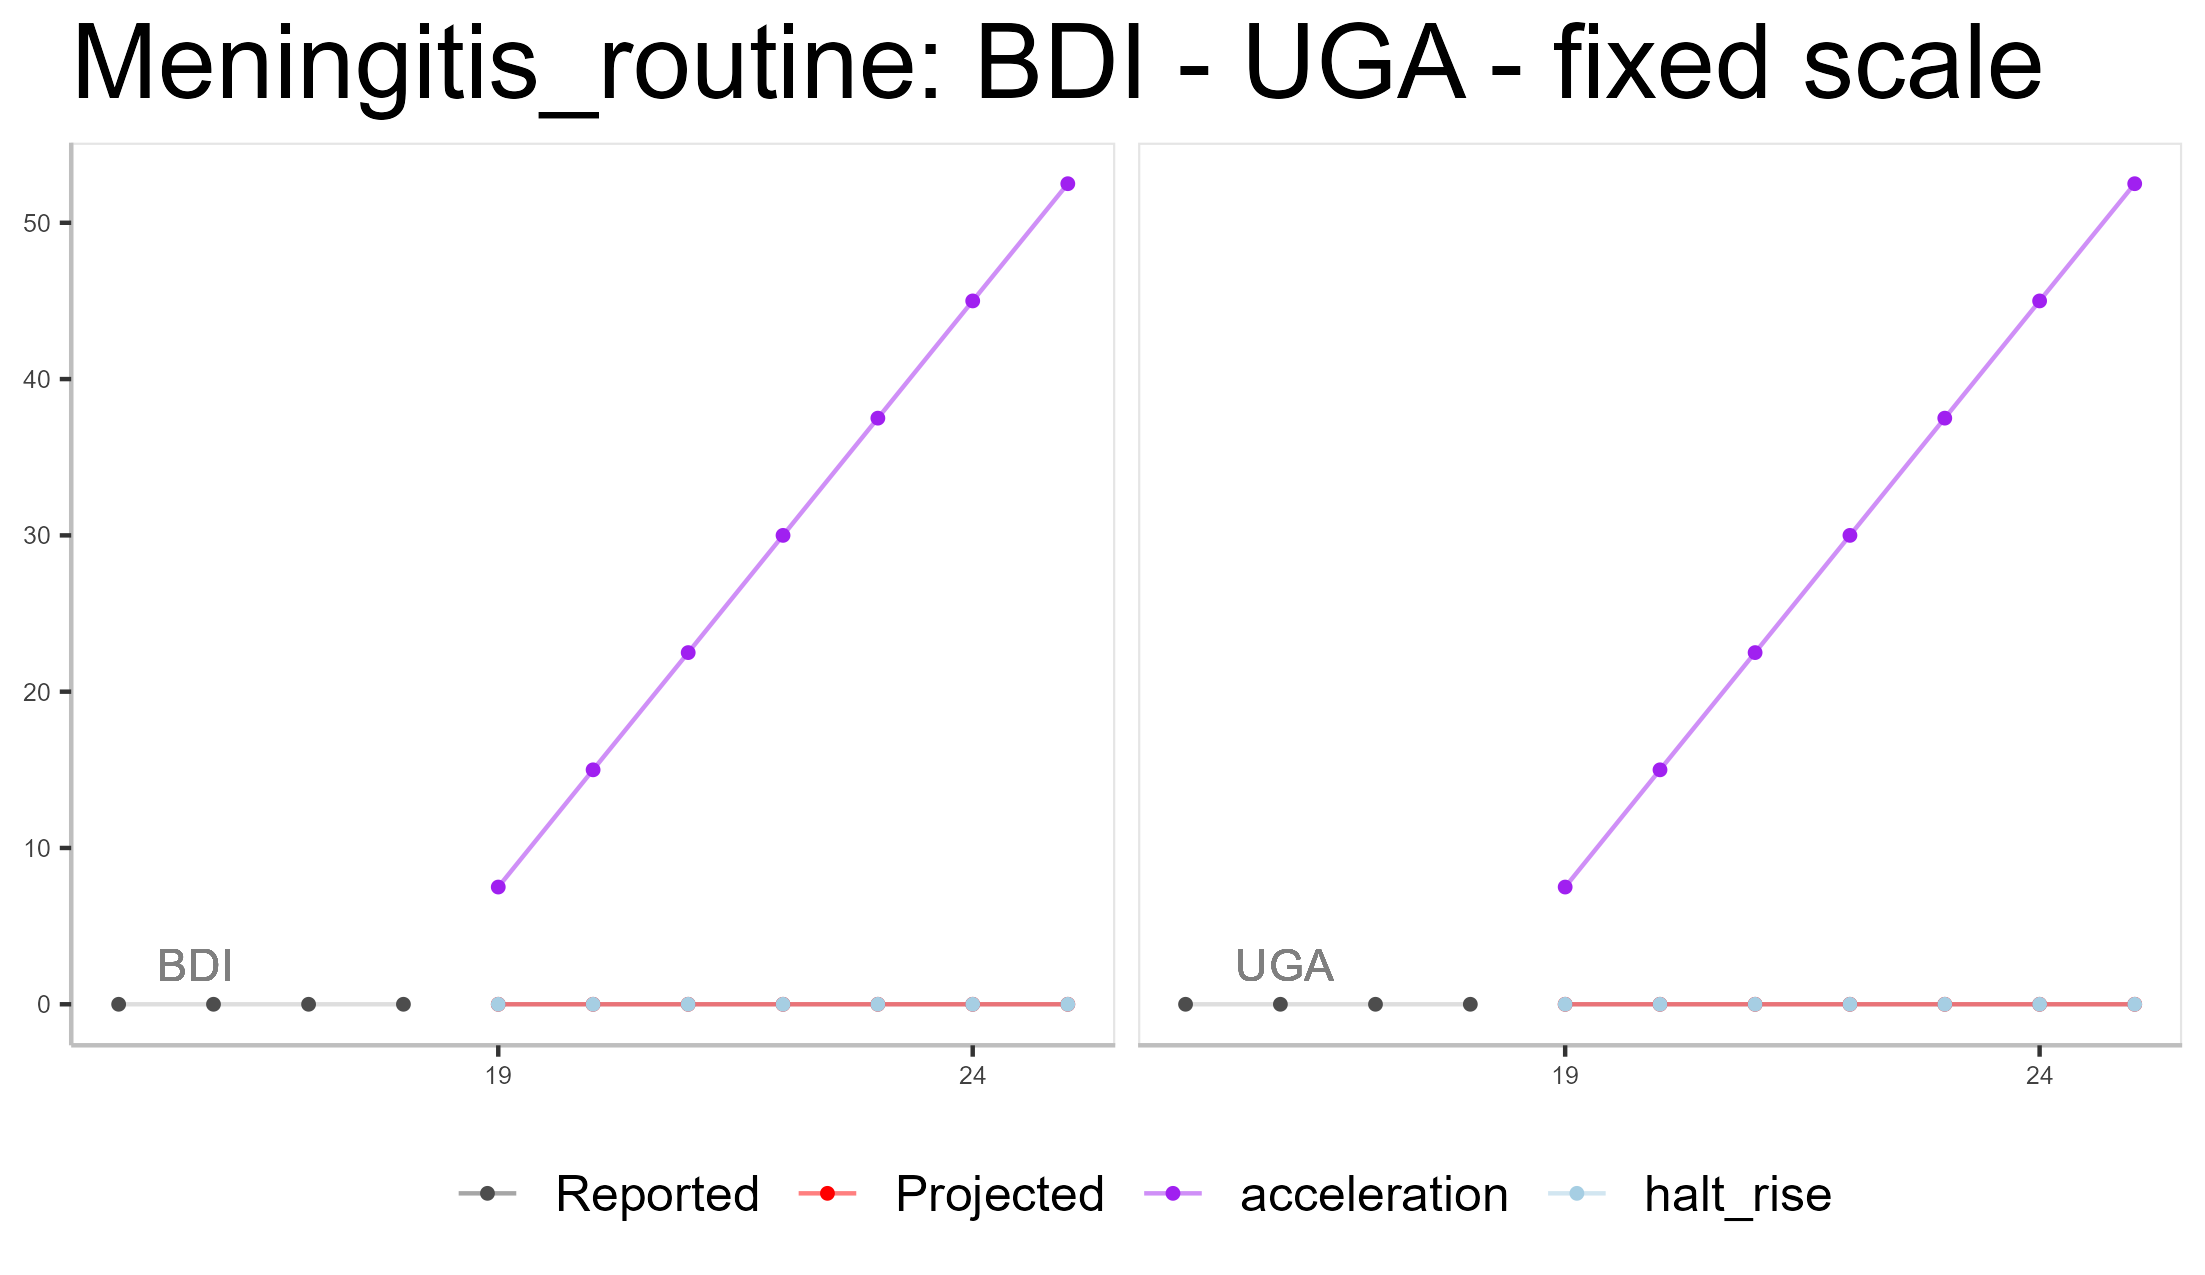 Meningitis_routine: BDI - UGA - fixed scale
50
40
30
20
10
0
BDI
UGA
19
24
19
24
Reported
Projected
acceleration
halt_rise